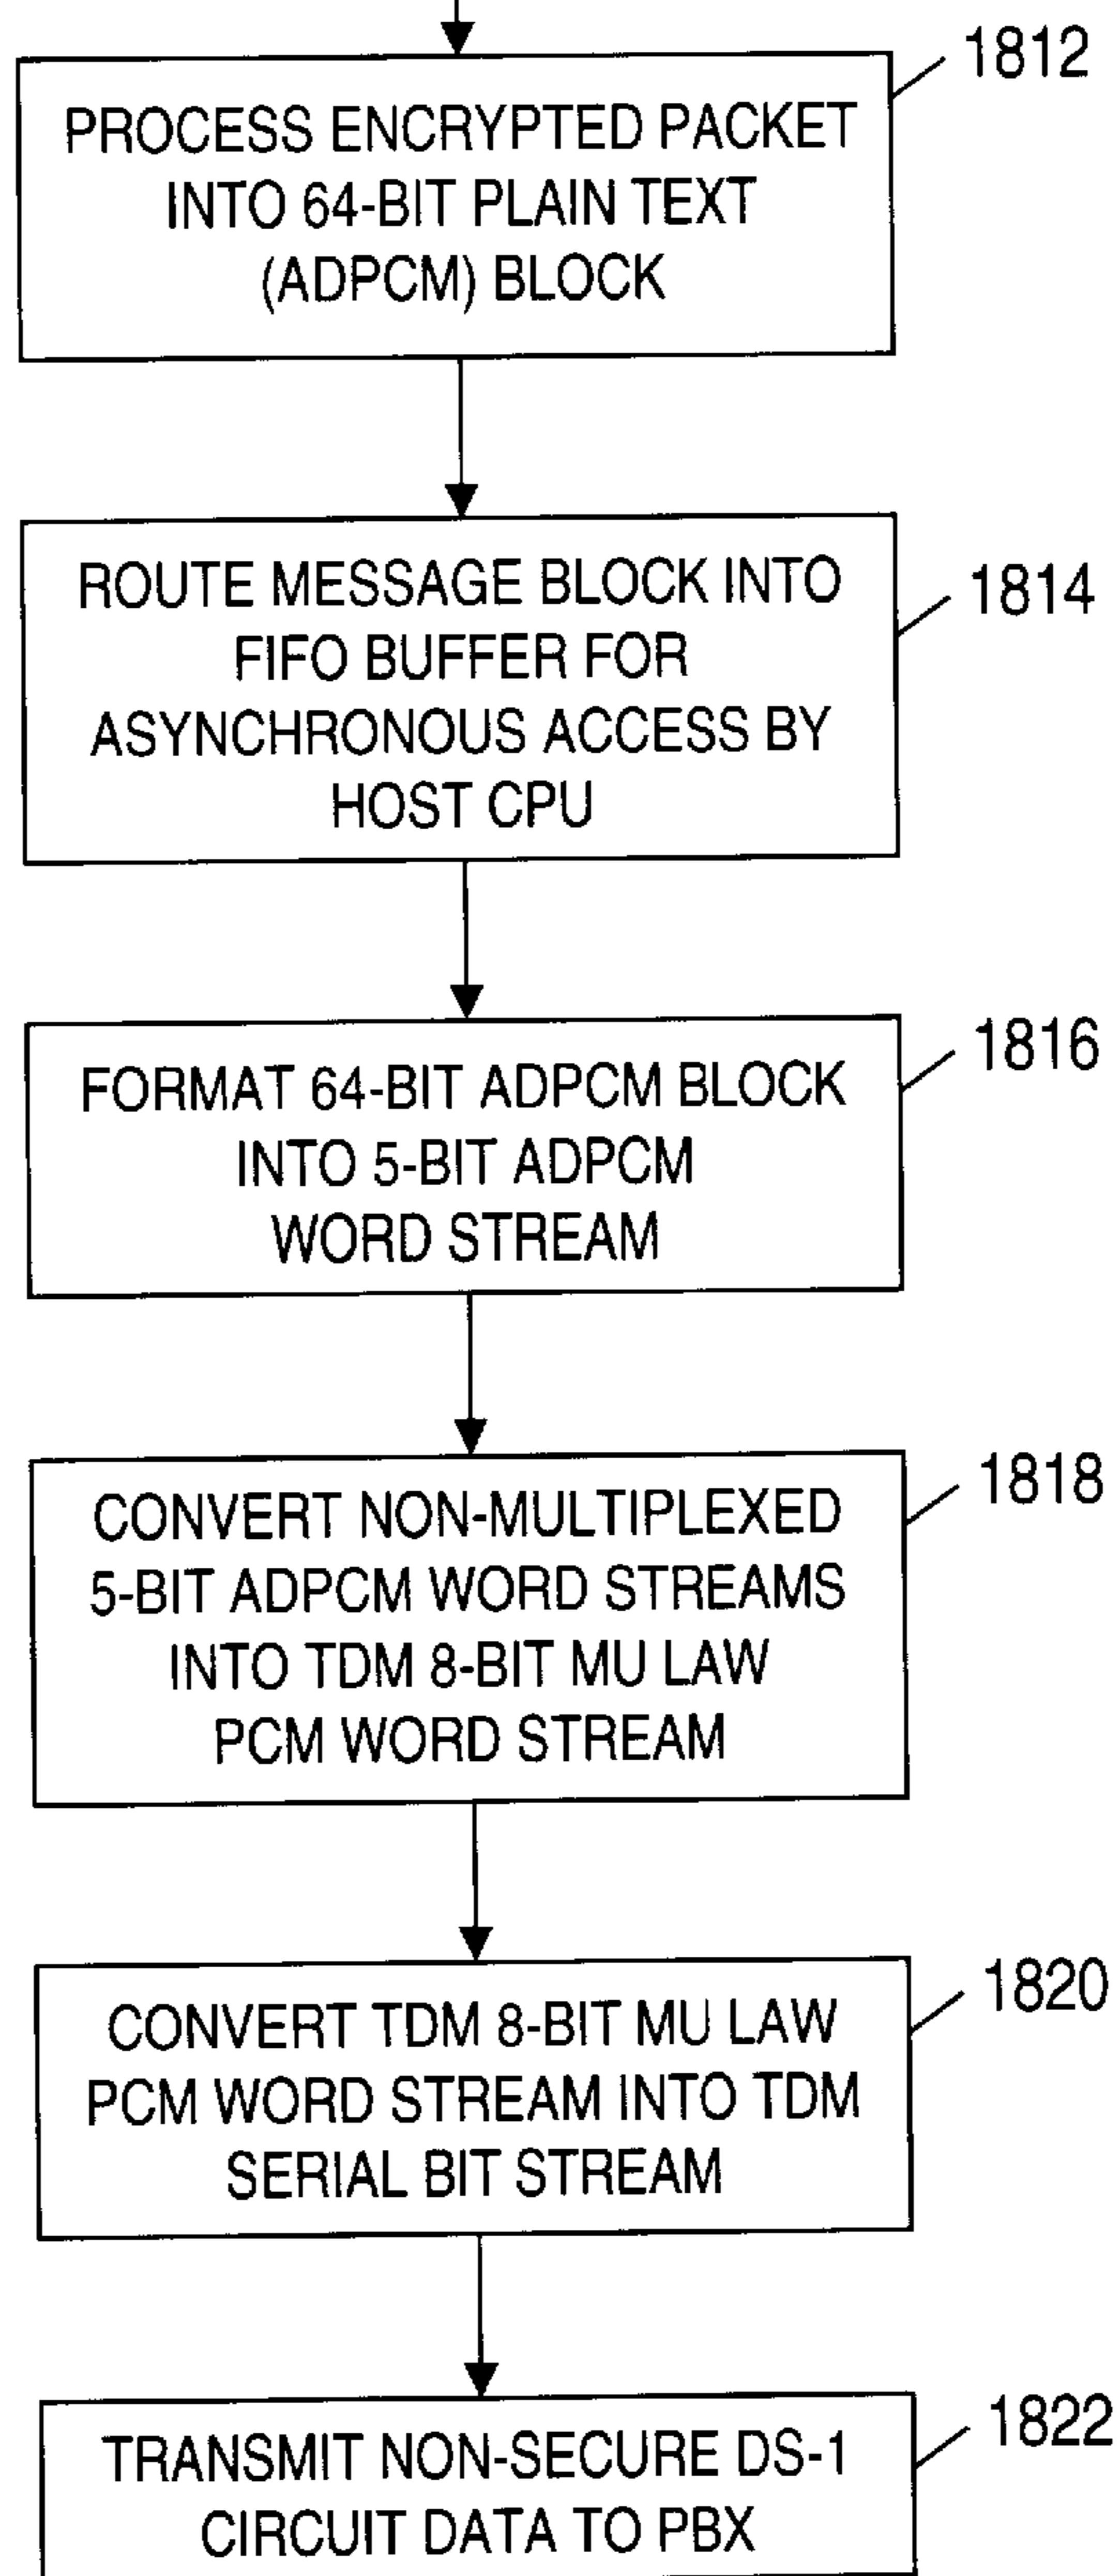 1812
PROCESS ENCRYPTED PACKET
INTO 64-BIT PLAIN TEXT
(ADPCM) BLOCK
1814
ROUTE MESSAGE BLOCK INTO
FIFO BUFFER FOR
ASYNCHRONOUS ACCESS BY
HOST CPU
1816
FORMAT 64-BIT ADPCM BLOCK
INTO 5-BIT ADPCM
WORD STREAM
1818
CONVERT NON-MULTIPLEXED
5-BIT ADPCM WORD STREAMS
INTO TDM 8-BIT MU LAW
PCM WORD STREAM
1820
CONVERT TDM 8-BIT MU LAW
PCM WORD STREAM INTO TDM
SERIAL BIT STREAM
1822
TRANSMIT NON-SECURE DS-1
CIRCUIT DATA TO PBX